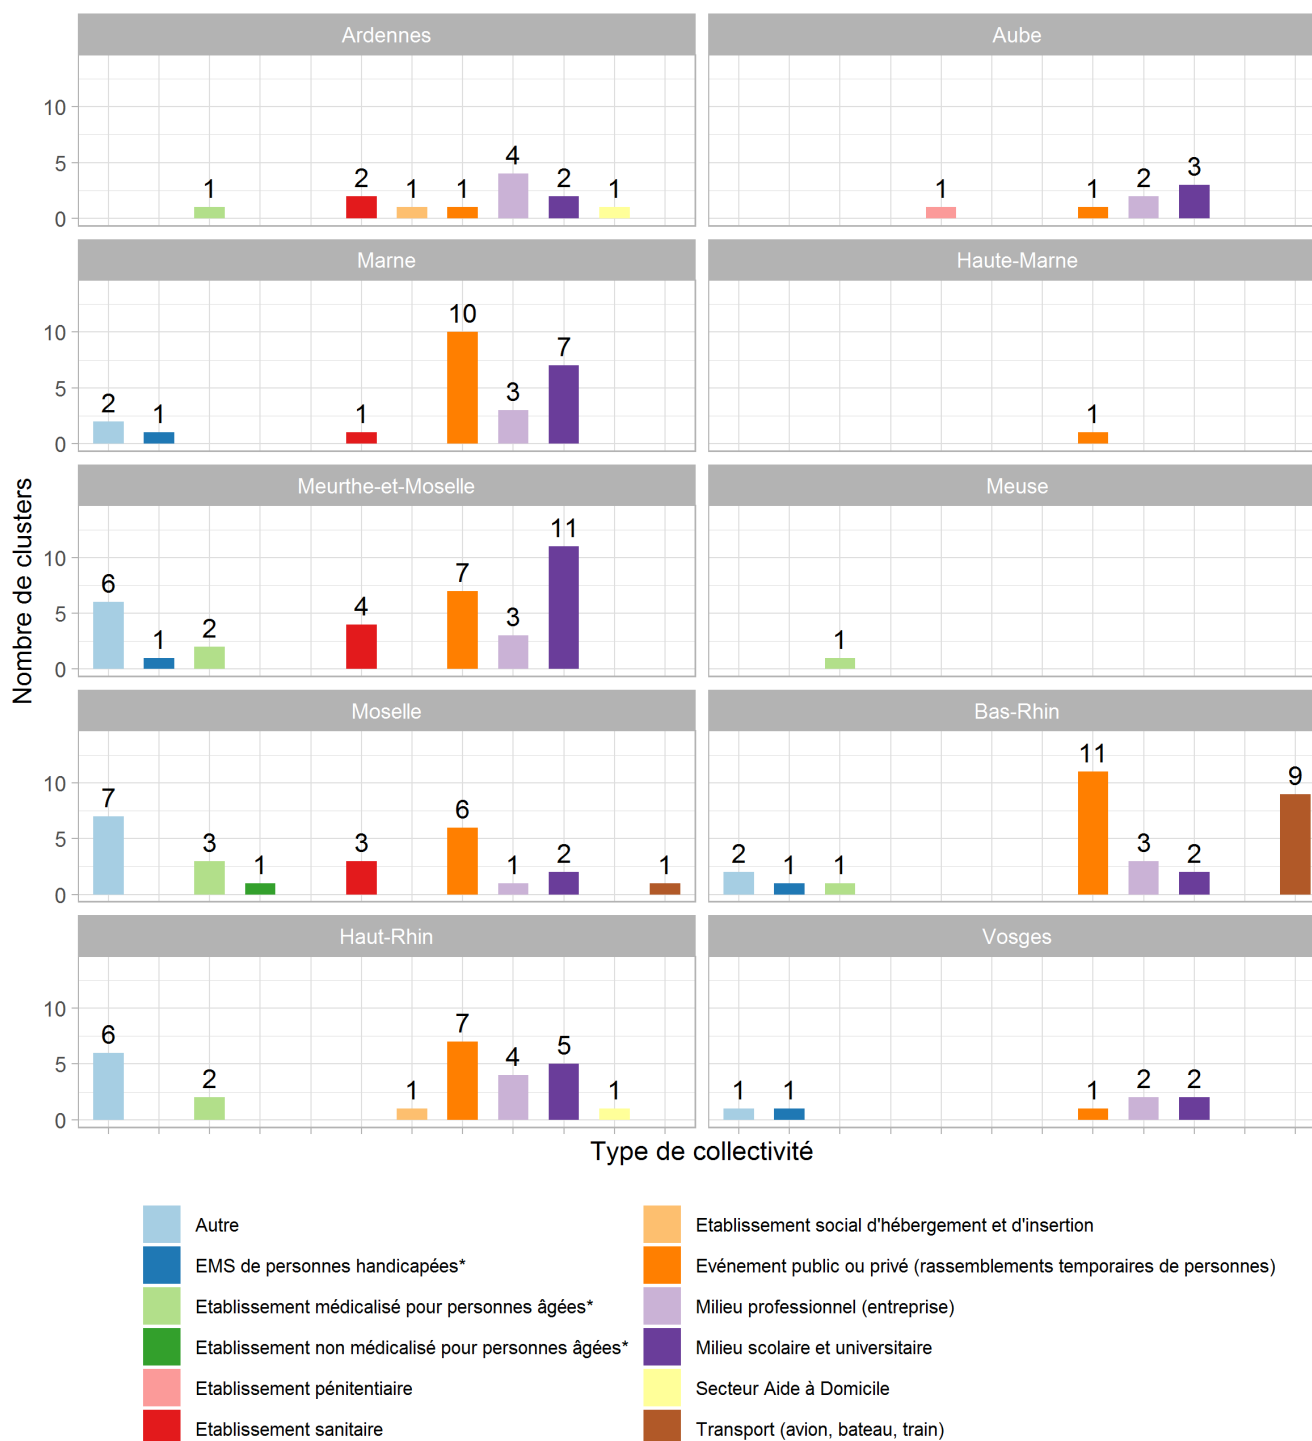 Ardennes
Aube
10
5
0
1
2
1
1
4
2
1
1
1
2
3
Marne
Haute-Marne
10
5
0
2
1
1
10
3
7
1
Meurthe-et-Moselle
Meuse
10
5
0
6
1
2
4
7
3
11
1
Moselle
Bas-Rhin
10
5
0
7
3
1
3
6
1
2
1
2
1
1
11
3
2
9
Haut-Rhin
Vosges
10
5
0
6
2
1
7
4
5
1
1
1
1
2
2
Nombre de clusters
Type de collectivité
Autre
EMS de personnes handicapées*
Etablissement médicalisé pour personnes âgées*
Etablissement non médicalisé pour personnes âgées*
Etablissement pénitentiaire
Etablissement sanitaire
Etablissement social d'hébergement et d'insertion
Evénement public ou privé (rassemblements temporaires de personnes)
Milieu professionnel (entreprise)
Milieu scolaire et universitaire
Secteur Aide à Domicile
Transport (avion, bateau, train)